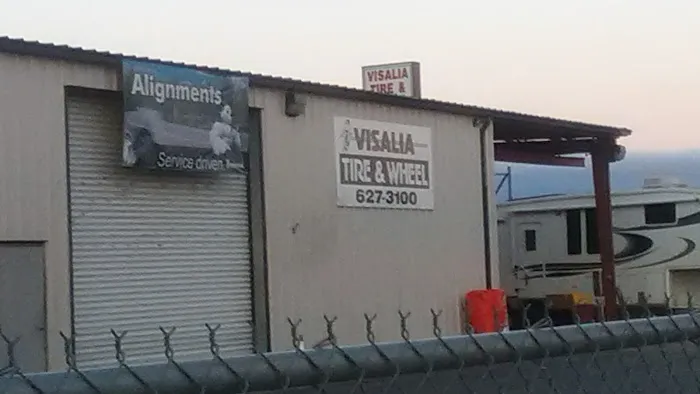 Alignments
Service driven
VISALIA
TIRE &
VISALIA
TIRE & WHEEL
627-3100